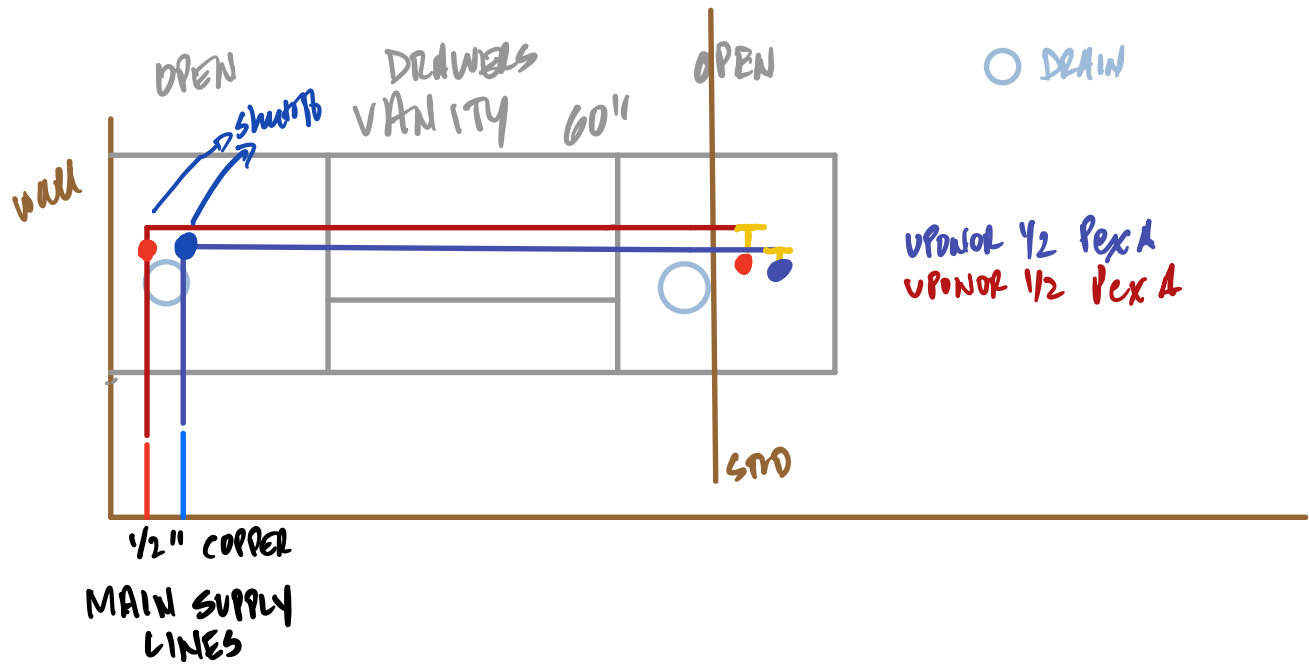 OPEN
DRAWERS
OPEN
DRAIN
VANITY 60"
Shutoff
wall
UPONOR 1/2 Pex A
UPONOR 1/2 Pex A
STUD
1/2" COPPER
MAIN SUPPLY
LINES